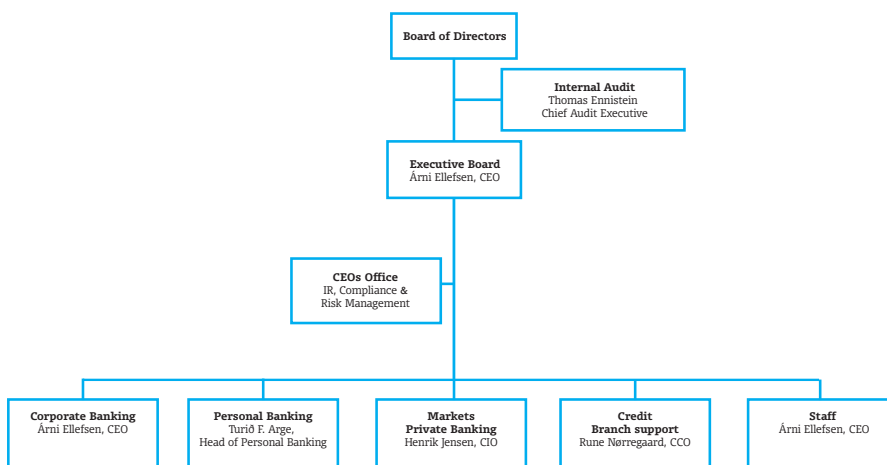 Board of Directors
Internal Audit
Thomas Ennistein
Chief Audit Executive
Executive Board
Árni Ellefsen, CEO
CEOs Office
IR, Compliance &
Risk Management
Corporate Banking
Árni Ellefsen, CEO
Personal Banking
Turið F. Arge,
Head of Personal Banking
Markets
Private Banking
Henrik Jensen, CIO
Credit
Branch support
Rune Nørregaard, CCO
Staff
Árni Ellefsen, CEO